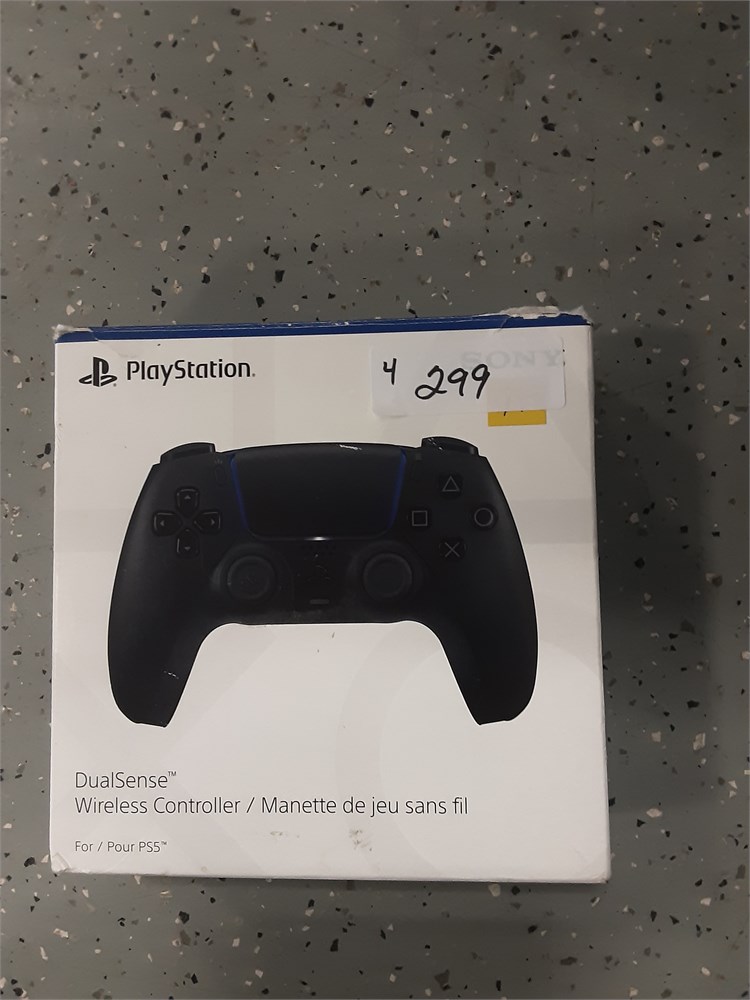 SONY
PlayStation®
4 299
DualSense™
Wireless Controller / Manette de jeu sans fil
For / Pour PS5™